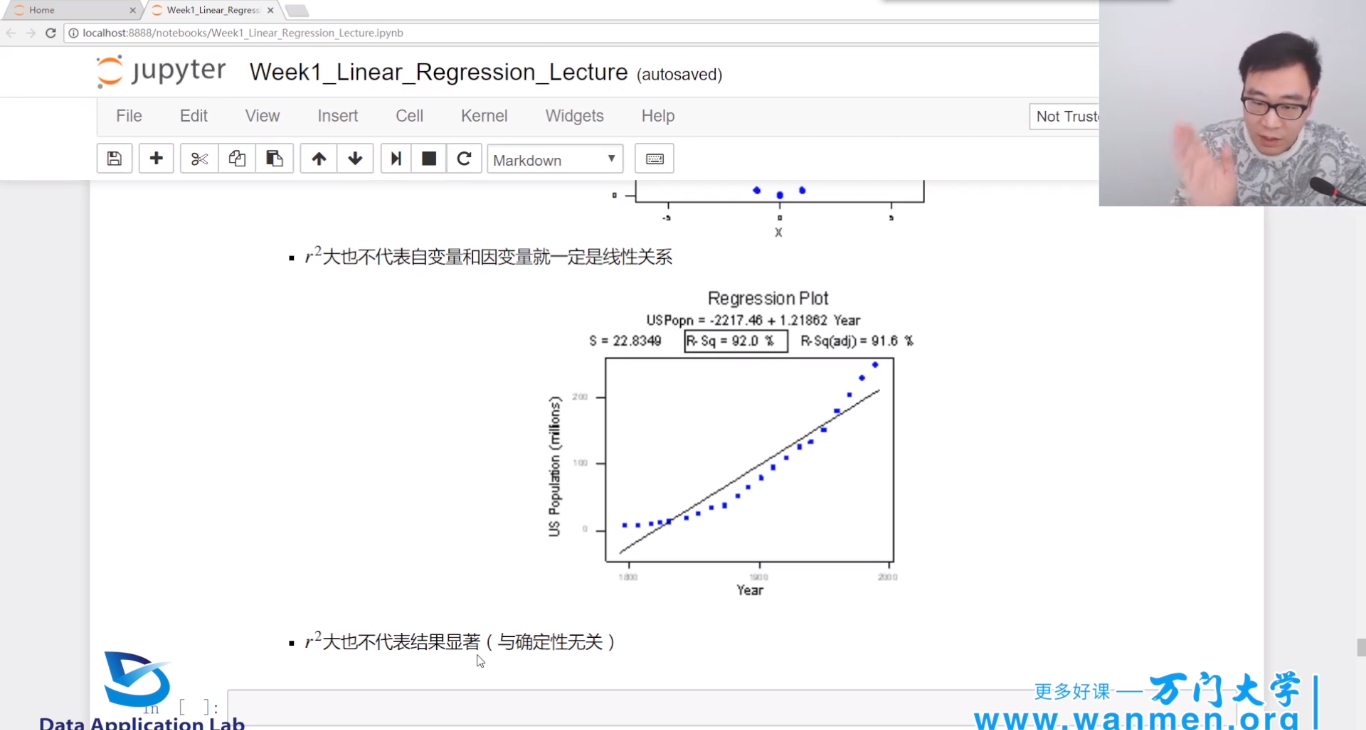 Home
Week1_Linear_Regress
localhost:8888/notebooks/Week1_Linear_Regression_Lecture.ipynb
jupyter Week1_Linear_Regression_Lecture (autosaved)
File Edit View Insert Cell Kernel Widgets Help
Not Trust
Markdown
0
-5 0 5
X
r²大也不代表自变量和因变量就一定是线性关系
Regression Plot
USPopn = -2217.46 + 1.21862 Year
S = 22.8349 R-Sq = 92.0 % R-Sq(adj) = 91.6 %
US Population (millions)
200
100
0
1800 1900 2000
Year
r²大也不代表结果显著（与确定性无关）
In [ ]:
Data Application Lab
更多好课 — 万门大学
www.wanmen.org